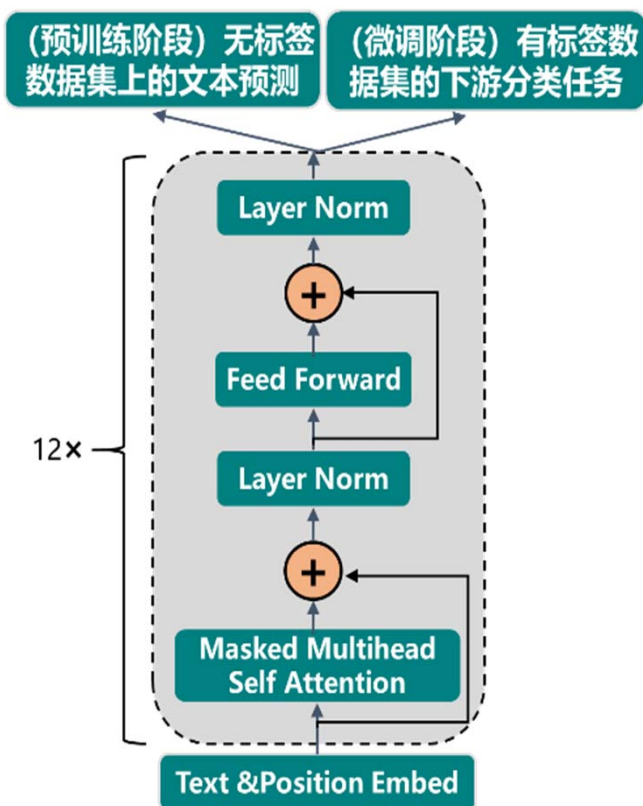 （预训练阶段）无标签
数据集上的文本预测
（微调阶段）有标签数
据集的下游分类任务
Layer Norm
+
Feed Forward
12×
Layer Norm
+
Masked Multihead
Self Attention
Text &Position Embed